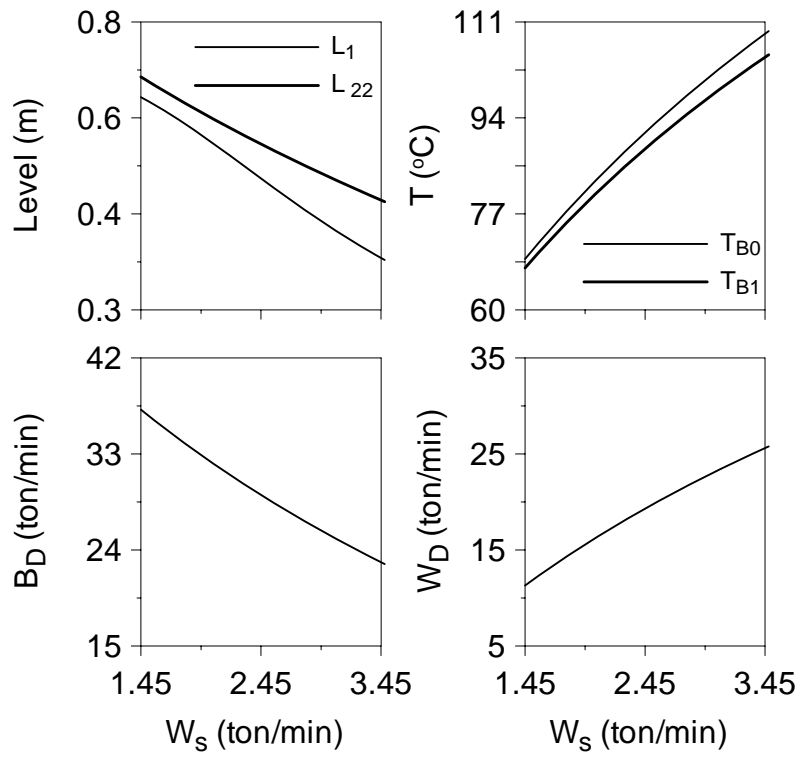 0.8
0.6
0.4
0.3
Level (m)
L1
L22
111
94
77
60
T (oC)
TB0
TB1
42
33
24
15
BD (ton/min)
1.45 2.45 3.45
Ws (ton/min)
35
25
15
5
WD (ton/min)
1.45 2.45 3.45
Ws (ton/min)